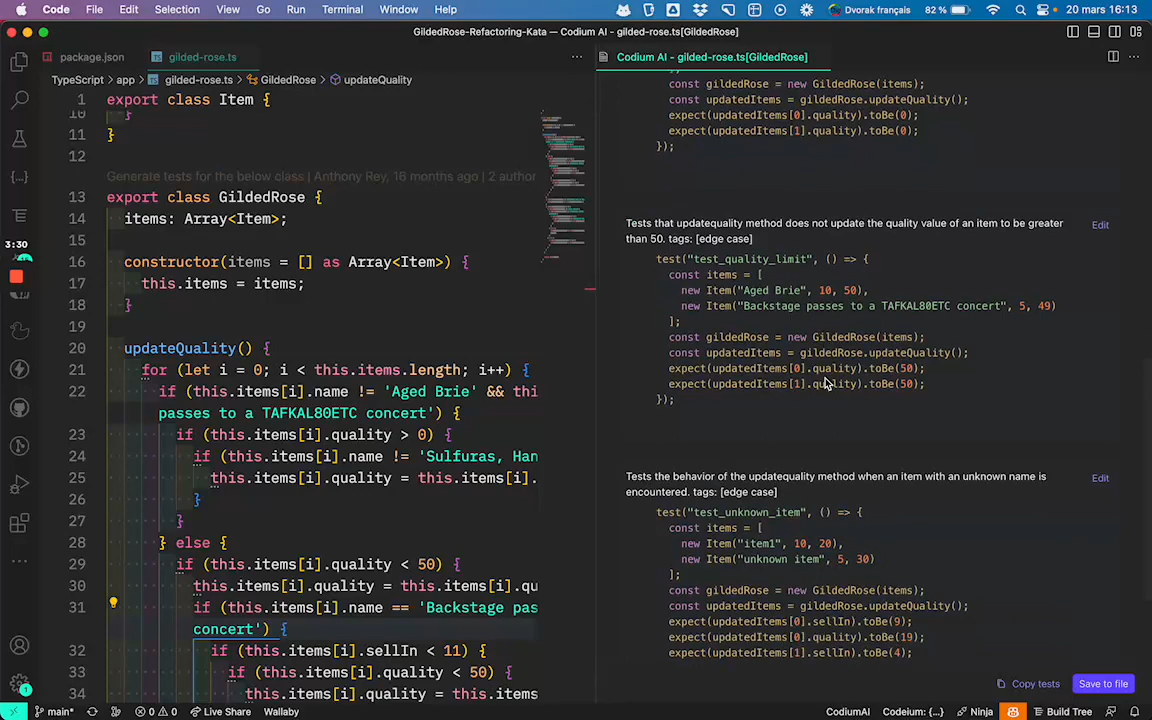 Code File Edit Selection View Go Run Terminal Window Help Dvorak français 82 % 20 mars 16:13
GildedRose-Refactoring-Kata — Codium AI - gilded-rose.ts[GildedRose]
package.json gilded-rose.ts
TypeScript › app › gilded-rose.ts › GildedRose › updateQuality
1 export class Item {
10 }
11 }
12
Generate tests for the below class | Anthony Rey, 16 months ago | 2 author
13 export class GildedRose {
14 items: Array<Item>;
15
16 constructor(items = [] as Array<Item>) {
17 this.items = items;
18 }
19
20 updateQuality() {
21 for (let i = 0; i < this.items.length; i++) {
22 if (this.items[i].name != 'Aged Brie' && thi
passes to a TAFKAL80ETC concert') {
23 if (this.items[i].quality > 0) {
24 if (this.items[i].name != 'Sulfuras, Han
25 this.items[i].quality = this.items[i].
26 }
27 }
28 } else {
29 if (this.items[i].quality < 50) {
30 this.items[i].quality = this.items[i].qu
31 if (this.items[i].name == 'Backstage pas
concert') {
32 if (this.items[i].sellIn < 11) {
33 if (this.items[i].quality < 50) {
34 this.items[i].quality = this.items
3:30
1
Codium AI - gilded-rose.ts[GildedRose]
];
const gildedRose = new GildedRose(items);
const updatedItems = gildedRose.updateQuality();
expect(updatedItems[0].quality).toBe(0);
expect(updatedItems[1].quality).toBe(0);
});
Tests that updatequality method does not update the quality value of an item to be greater
than 50. tags: [edge case]
Edit
test("test_quality_limit", () => {
const items = [
new Item("Aged Brie", 10, 50),
new Item("Backstage passes to a TAFKAL80ETC concert", 5, 49)
];
const gildedRose = new GildedRose(items);
const updatedItems = gildedRose.updateQuality();
expect(updatedItems[0].quality).toBe(50);
expect(updatedItems[1].quality).toBe(50);
});
Tests the behavior of the updatequality method when an item with an unknown name is
encountered. tags: [edge case]
Edit
test("test_unknown_item", () => {
const items = [
new Item("item1", 10, 20),
new Item("unknown item", 5, 30)
];
const gildedRose = new GildedRose(items);
const updatedItems = gildedRose.updateQuality();
expect(updatedItems[0].sellIn).toBe(9);
expect(updatedItems[0].quality).toBe(19);
expect(updatedItems[1].sellIn).toBe(4);
Copy tests Save to file
main* 0 0 Live Share Wallaby CodiumAI Codeium: {...} Ninja Build Tree